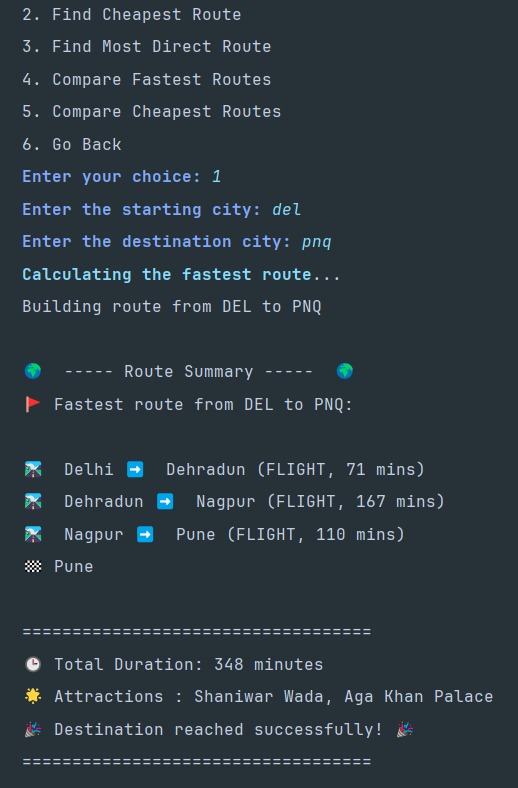 2. Find Cheapest Route
3. Find Most Direct Route
4. Compare Fastest Routes
5. Compare Cheapest Routes
6. Go Back
Enter your choice: 1
Enter the starting city: del
Enter the destination city: pnq
Calculating the fastest route...
Building route from DEL to PNQ
🌍 ----- Route Summary ----- 🌍
🚩 Fastest route from DEL to PNQ:
🛣️ Delhi ➡️ Dehradun (FLIGHT, 71 mins)
🛣️ Dehradun ➡️ Nagpur (FLIGHT, 167 mins)
🛣️ Nagpur ➡️ Pune (FLIGHT, 110 mins)
🏁 Pune
===================================
🕒 Total Duration: 348 minutes
🌟 Attractions : Shaniwar Wada, Aga Khan Palace
🎉 Destination reached successfully! 🎉
===================================